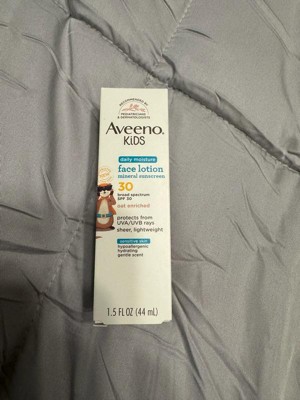 RECOMMENDED BY
PEDIATRICIANS
& DERMATOLOGISTS
Aveeno.
KIDS
daily moisture
face lotion
mineral sunscreen
30
broad spectrum
SPF 30
oat enriched
protects from
UVA/UVB rays
sheer, lightweight
sensitive skin
hypoallergenic
hydrating
gentle scent
1.5 FL OZ (44 mL)